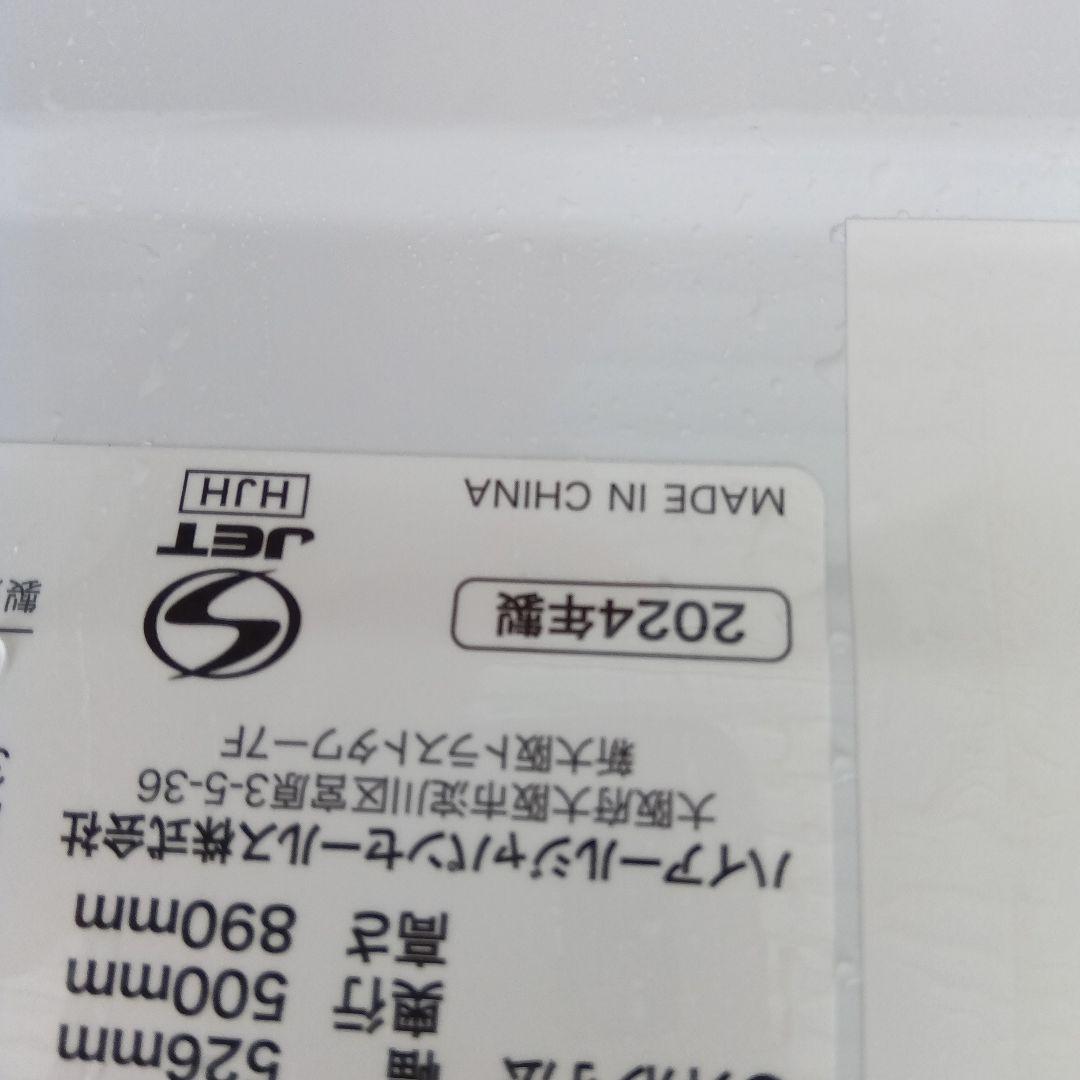 幅 526mm
奥行 500mm
高さ 890mm
ハイアールジャパンセールス株式会社
大阪府大阪市淀川区宮原3-5-36
新大阪トラストタワー7F
2024年製
MADE IN CHINA
S
JET
HJH
製